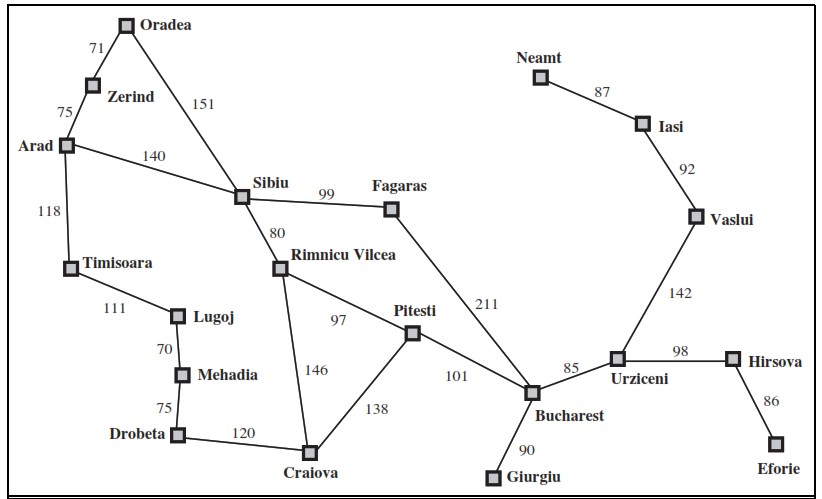 Oradea
71
Neamt
87
Zerind
151
75
Iasi
Arad
140
92
Sibiu
99
Fagaras
118
Vaslui
80
Timisoara
Rimnicu Vilcea
142
111
Lugoj
97
Pitesti
211
70
146
101
85
98
Hirsova
Mehadia
Urziceni
75
138
86
Bucharest
Drobeta
120
90
Craiova
Giurgiu
Eforie